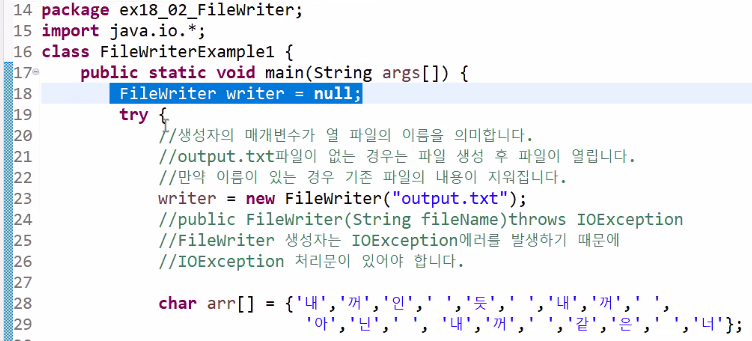 14 package ex18_02_FileWriter;
15 import java.io.*;
16 class FileWriterExample1 {
17 public static void main(String args[]) {
18 FileWriter writer = null;
19 try {
20 //생성자의 매개변수가 열 파일의 이름을 의미합니다.
21 //output.txt파일이 없는 경우는 파일 생성 후 파일이 열립니다.
22 //만약 이름이 있는 경우 기존 파일의 내용이 지워집니다.
23 writer = new FileWriter("output.txt");
24 //public FileWriter(String fileName)throws IOException
25 //FileWriter 생성자는 IOException에러를 발생하기 때문에
26 //IOException 처리문이 있어야 합니다.
27
28 char arr[] = {'내','꺼','인',' ','듯',' ','내','꺼',' ',
29 '아','닌',' ', '내','꺼',' ','같','은',' ','너'};